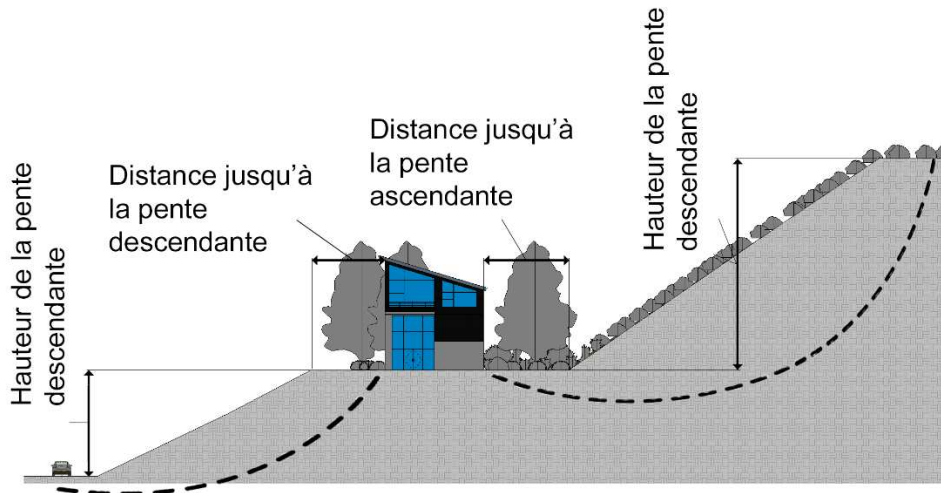 Hauteur de la pente
descendante
Distance jusqu'à
la pente
descendante
Distance jusqu'à
la pente
ascendante
Hauteur de la pente
descendante